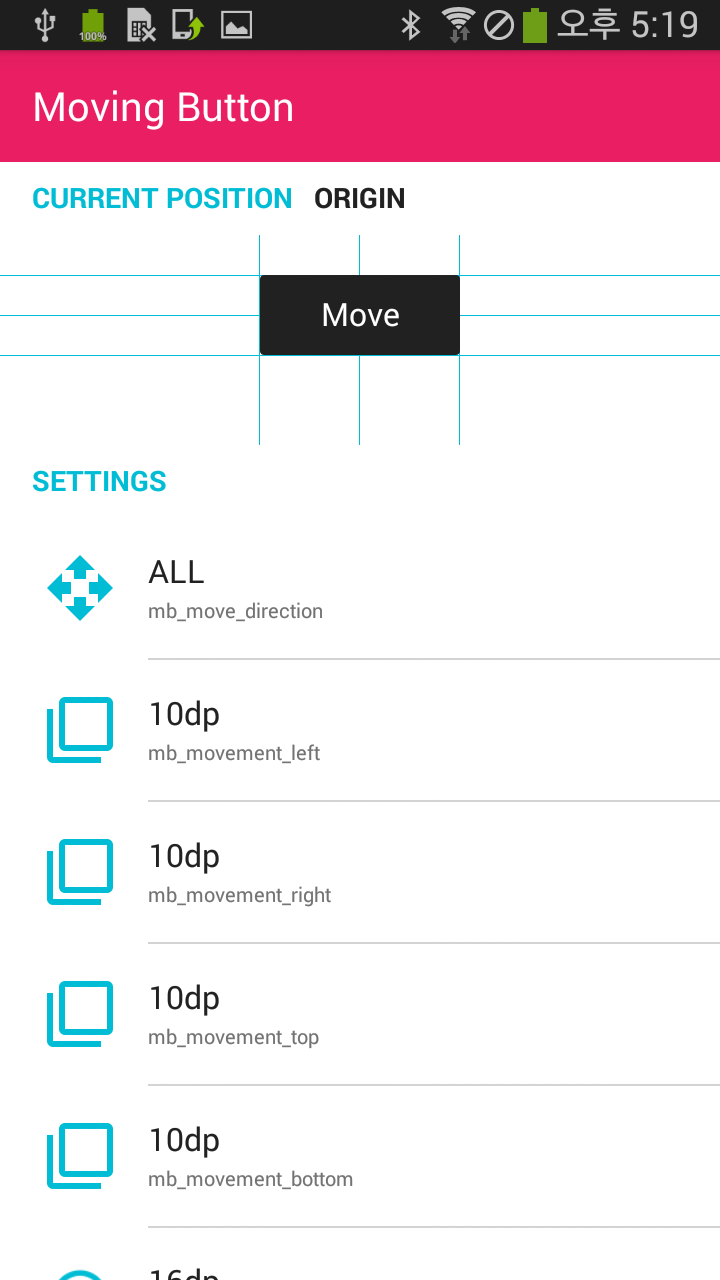 100%
오후 5:19
Moving Button
CURRENT POSITION ORIGIN
Move
SETTINGS
ALL
mb_move_direction
10dp
mb_movement_left
10dp
mb_movement_right
10dp
mb_movement_top
10dp
mb_movement_bottom
16dp